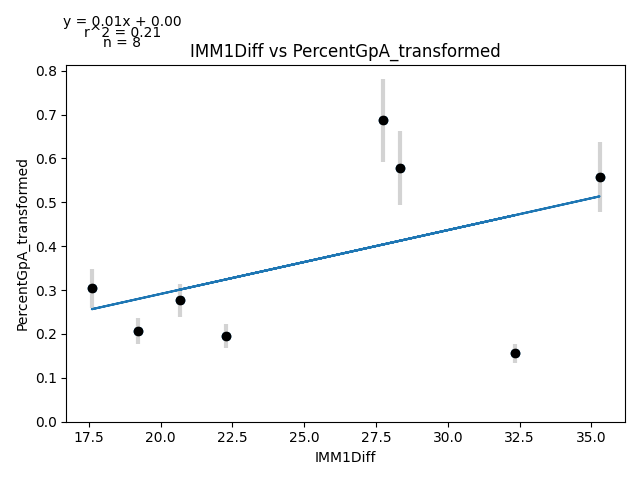 y = 0.01x + 0.00
r^2 = 0.21
n = 8
IMM1Diff vs PercentGpA_transformed
PercentGpA_transformed
0.8
0.7
0.6
0.5
0.4
0.3
0.2
0.1
0.0
17.5 20.0 22.5 25.0 27.5 30.0 32.5 35.0
IMM1Diff